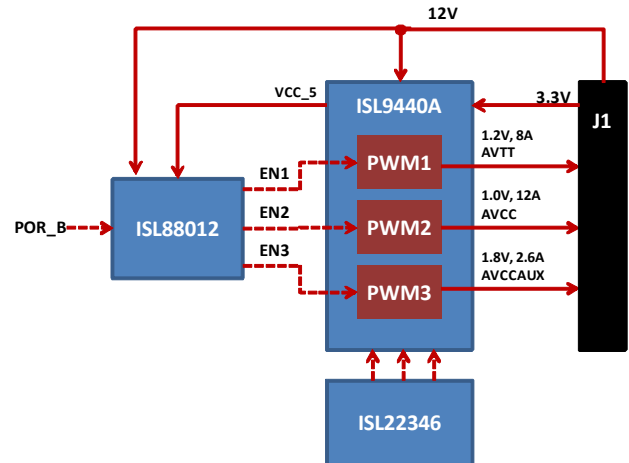 12V
VCC_5
ISL9440A
3.3V
J1
1.2V, 8A
AVTT
PWM1
EN1
POR_B
ISL88012
EN2
PWM2
1.0V, 12A
AVCC
EN3
PWM3
1.8V, 2.6A
AVCCAUX
ISL22346